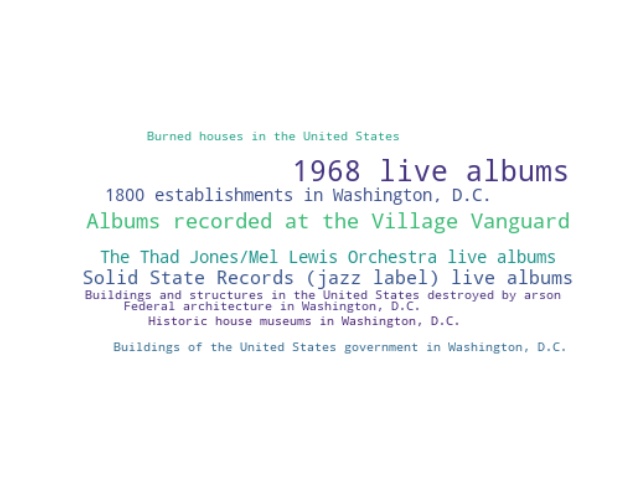 Burned houses in the United States
1968 live albums
1800 establishments in Washington, D.C.
Albums recorded at the Village Vanguard
The Thad Jones/Mel Lewis Orchestra live albums
Solid State Records (jazz label) live albums
Buildings and structures in the United States destroyed by arson
Federal architecture in Washington, D.C.
Historic house museums in Washington, D.C.
Buildings of the United States government in Washington, D.C.